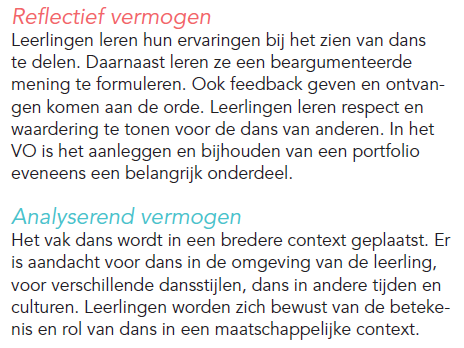 Reflectief vermogen
Leerlingen leren hun ervaringen bij het zien van dans
te delen. Daarnaast leren ze een beargumenteerde
mening te formuleren. Ook feedback geven en ontvan-
gen komen aan de orde. Leerlingen leren respect en
waardering te tonen voor de dans van anderen. In het
VO is het aanleggen en bijhouden van een portfolio
eveneens een belangrijk onderdeel.
Analyserend vermogen
Het vak dans wordt in een bredere context geplaatst. Er
is aandacht voor dans in de omgeving van de leerling,
voor verschillende dansstijlen, dans in andere tijden en
culturen. Leerlingen worden zich bewust van de beteke-
nis en rol van dans in een maatschappelijke context.